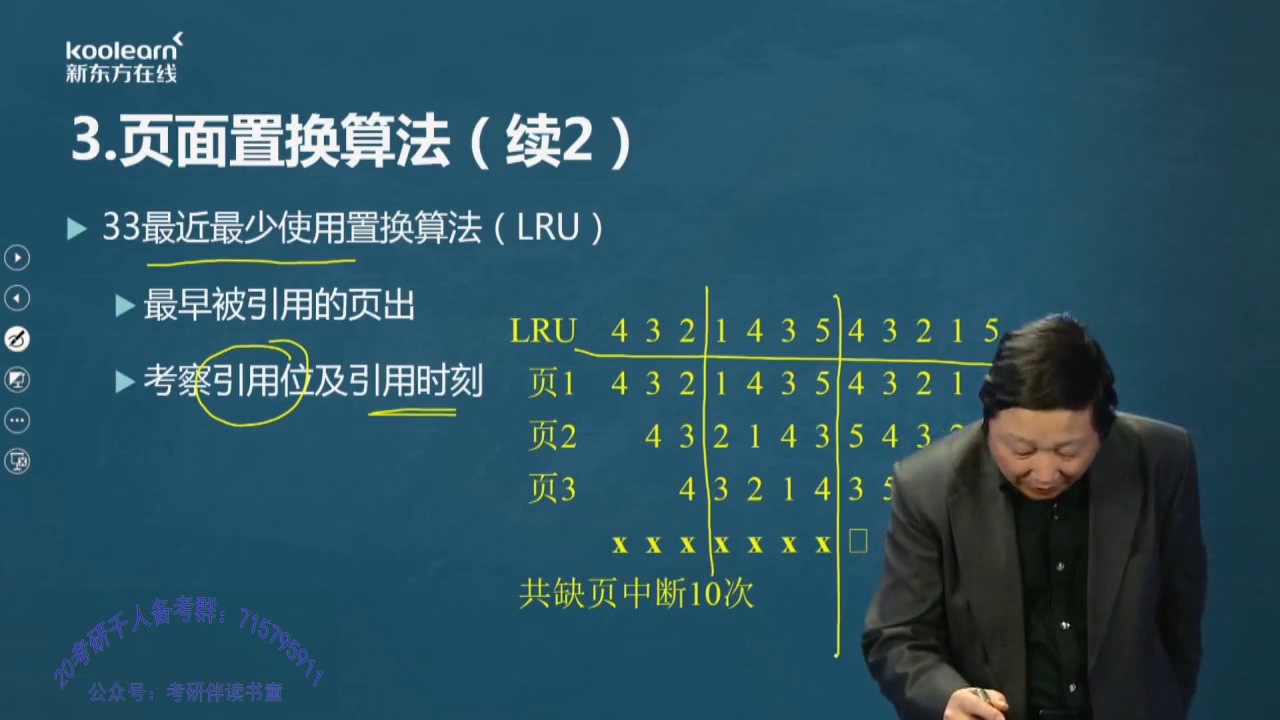 koolearn
新东方在线
3.页面置换算法（续2）
33最近最少使用置换算法（LRU）
最早被引用的页出
考察引用位及引用时刻
LRU 4 3 2 1 4 3 5 4 3 2 1 5
页1 4 3 2 1 4 3 5 4 3 2 1
页2 4 3 2 1 4 3 5 4 3
页3 4 3 2 1 4 3
x x x x x x x
共缺页中断10次
20考研千人备考群：715795911
公众号：考研伴读书童